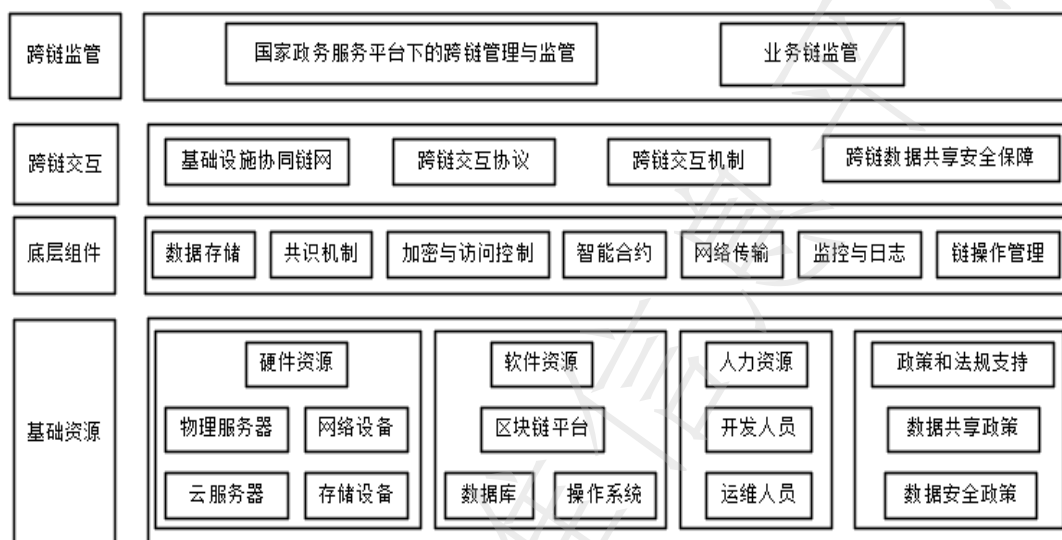 跨链监管
国家政务服务平台下的跨链管理与监管
业务链监管
跨链交互
基础设施协同链网
跨链交互协议
跨链交互机制
跨链数据共享安全保障
底层组件
数据存储
共识机制
加密与访问控制
智能合约
网络传输
监控与日志
链操作管理
基础资源
硬件资源
物理服务器
网络设备
云服务器
存储设备
软件资源
区块链平台
数据库
操作系统
人力资源
开发人员
运维人员
政策和法规支持
数据共享政策
数据安全政策